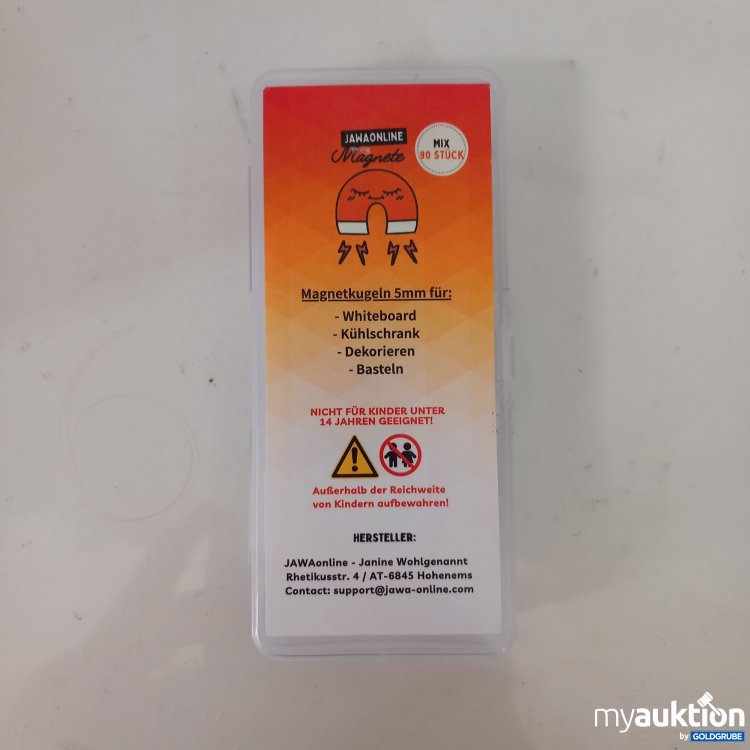 JAWAONLINE
Magnete
MIX
90 STÜCK
Magnetkugeln 5mm für:
- Whiteboard
- Kühlschrank
- Dekorieren
- Basteln
NICHT FÜR KINDER UNTER
14 JAHREN GEEIGNET!
Außerhalb der Reichweite
von Kindern aufbewahren!
HERSTELLER:
JAWAonline - Janine Wohlgenannt
Rhetikusstr. 4 / AT-6845 Hohenems
Contact: support@jawa-online.com
myauktion
by GOLDGRUBE